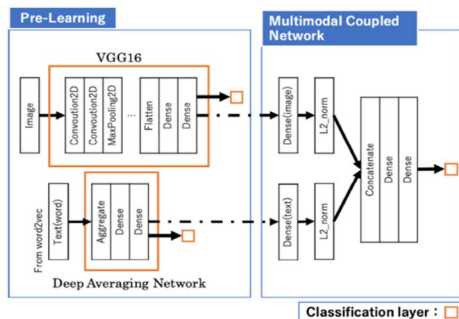 Pre-Learning
Multimodal Coupled
Network
VGG16
Image
Convoution2D
Convoution2D
MaxPooling2D
...
Flatten
Dense
Dense
Dense(image)
L2_norm
Concatenate
Dense
Dense
From word2vec
Text(word)
Aggregate
Dense
Dense
Dense(text)
L2_norm
Deep Averaging Network
Classification layer :